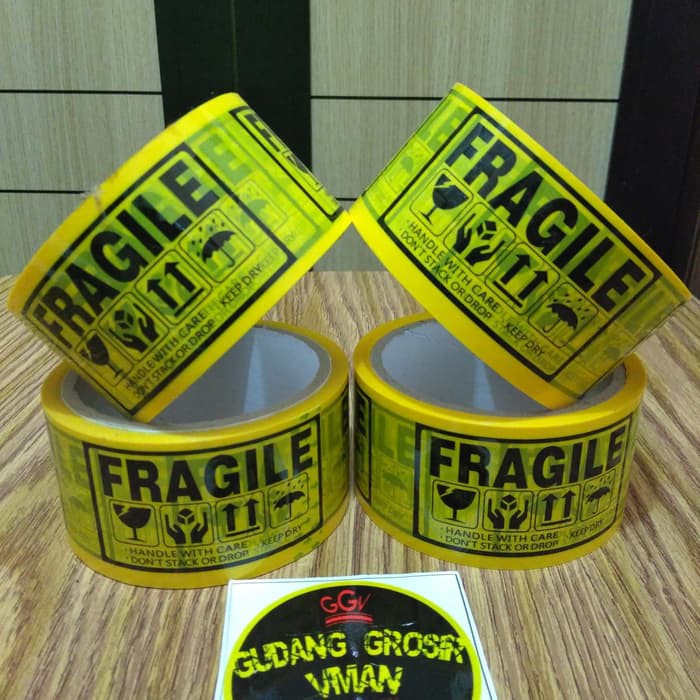 FRAGILE
· HANDLE WITH CARE · KEEP DRY
· DON'T STACK OR DROP
FRAGILE
· HANDLE WITH CARE · KEEP DRY
· DON'T STACK OR DROP
FRAGILE
· HANDLE WITH CARE · KEEP DRY
· DON'T STACK OR DROP
FRAGILE
· HANDLE WITH CARE · KEEP DRY
· DON'T STACK OR DROP
GGV
GUDANG GROSIR
VMAN